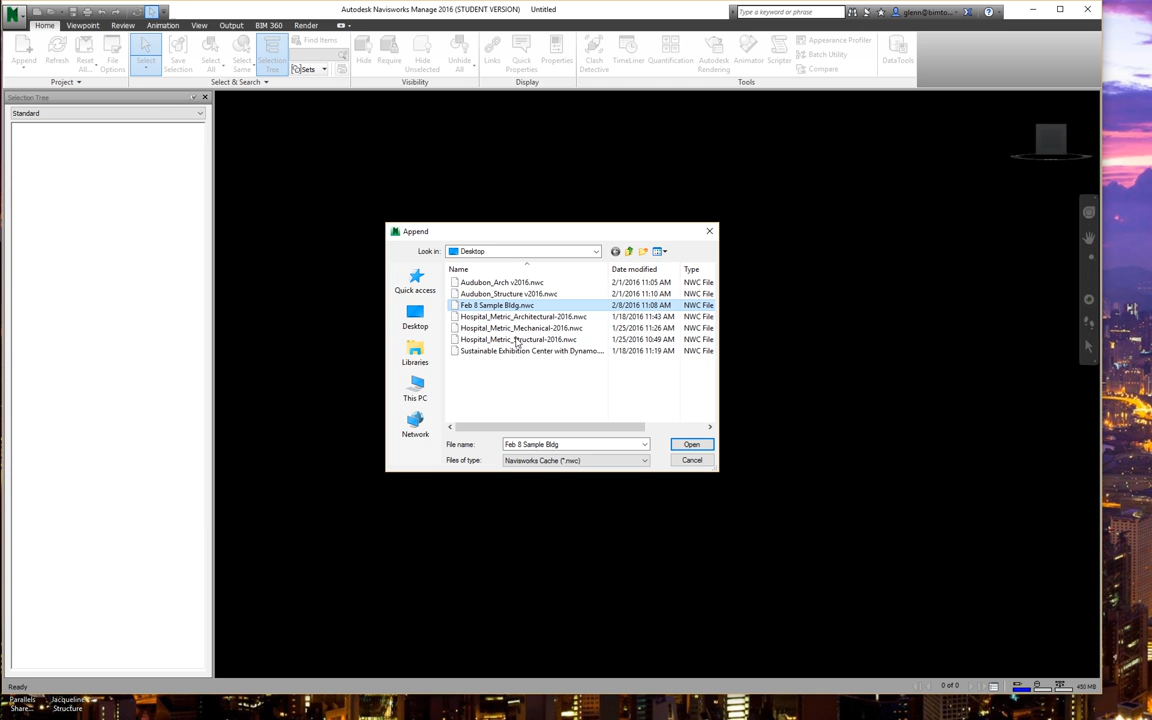 Autodesk Navisworks Manage 2016 (STUDENT VERSION) Untitled
Type a keyword or phrase
glenn@bimto...
Home Viewpoint Review Animation View Output BIM 360 Render
Append Refresh Reset All... File Options
Select Save Selection Select All Select Same Selection Tree
Find Items
Sets
Hide Require Hide Unselected Unhide All
Links Quick Properties Properties
Clash Detective TimeLiner Quantification Autodesk Rendering Animator Scripter
Appearance Profiler
Batch Utility
Compare
DataTools
Project Select & Search Visibility Display Tools
Selection Tree
Standard
Append
Look in: Desktop
Name Date modified Type
Audubon_Arch v2016.nwc 2/1/2016 11:05 AM NWC File
Audubon_Structure v2016.nwc 2/1/2016 11:10 AM NWC File
Feb 8 Sample Bldg.nwc 2/8/2016 11:08 AM NWC File
Hospital_Metric_Architectural-2016.nwc 1/18/2016 11:43 AM NWC File
Hospital_Metric_Mechanical-2016.nwc 1/25/2016 11:26 AM NWC File
Hospital_Metric_Structural-2016.nwc 1/25/2016 10:49 AM NWC File
Sustainable Exhibition Center with Dynamo.... 1/18/2016 11:19 AM NWC File
Quick access
Desktop
Libraries
This PC
Network
File name: Feb 8 Sample Bldg Open
Files of type: Navisworks Cache (*.nwc) Cancel
Ready
0 of 0
450 MB
Parallels Share...
Jacqueline Structure